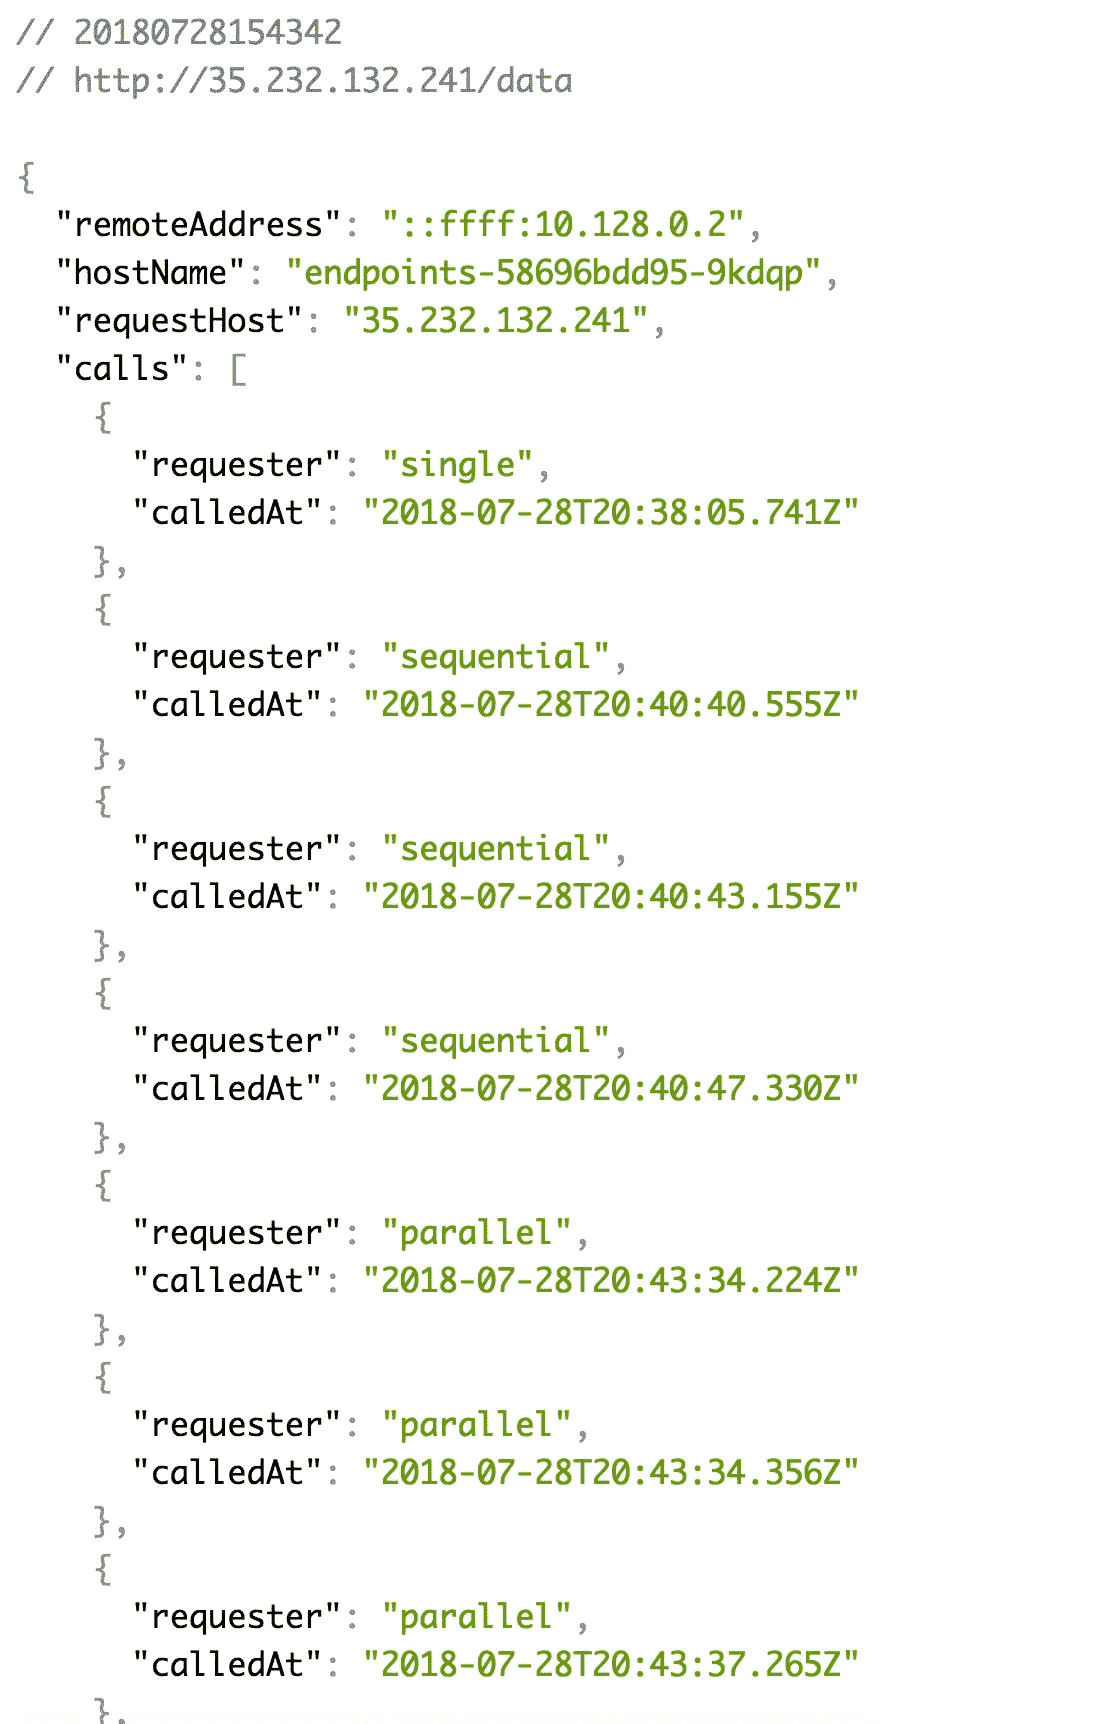 // 20180728154342
// http://35.232.132.241/data
{
"remoteAddress": "::ffff:10.128.0.2",
"hostName": "endpoints-58696bdd95-9kdqp",
"requestHost": "35.232.132.241",
"calls": [
{
"requester": "single",
"calledAt": "2018-07-28T20:38:05.741Z"
},
{
"requester": "sequential",
"calledAt": "2018-07-28T20:40:40.555Z"
},
{
"requester": "sequential",
"calledAt": "2018-07-28T20:40:43.155Z"
},
{
"requester": "sequential",
"calledAt": "2018-07-28T20:40:47.330Z"
},
{
"requester": "parallel",
"calledAt": "2018-07-28T20:43:34.224Z"
},
{
"requester": "parallel",
"calledAt": "2018-07-28T20:43:34.356Z"
},
{
"requester": "parallel",
"calledAt": "2018-07-28T20:43:37.265Z"
},